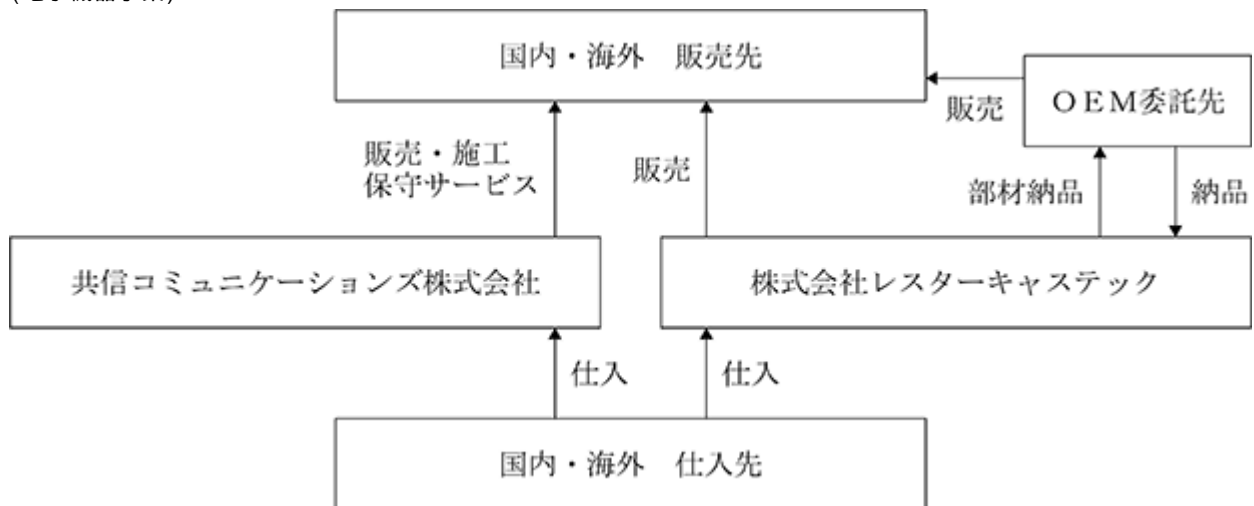 国内・海外　販売先
OEM委託先
販売
販売・施工
保守サービス
販売
部材納品
納品
共信コミュニケーションズ株式会社
株式会社レスターキャステック
仕入
仕入
国内・海外　仕入先